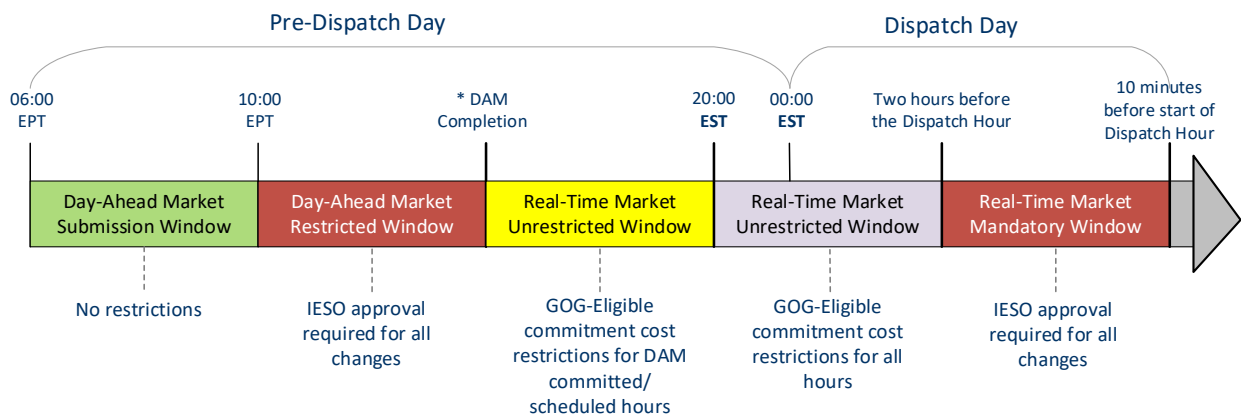 Pre-Dispatch Day
Dispatch Day
06:00
EPT
10:00
EPT
* DAM
Completion
20:00
EST
00:00
EST
Two hours before
the Dispatch Hour
10 minutes
before start of
Dispatch Hour
Day-Ahead Market
Submission Window
Day-Ahead Market
Restricted Window
Real-Time Market
Unrestricted Window
Real-Time Market
Unrestricted Window
Real-Time Market
Mandatory Window
No restrictions
IESO approval
required for all
changes
GOG-Eligible
commitment cost
restrictions for DAM
committed/
scheduled hours
GOG-Eligible
commitment cost
restrictions for all
hours
IESO approval
required for all
changes